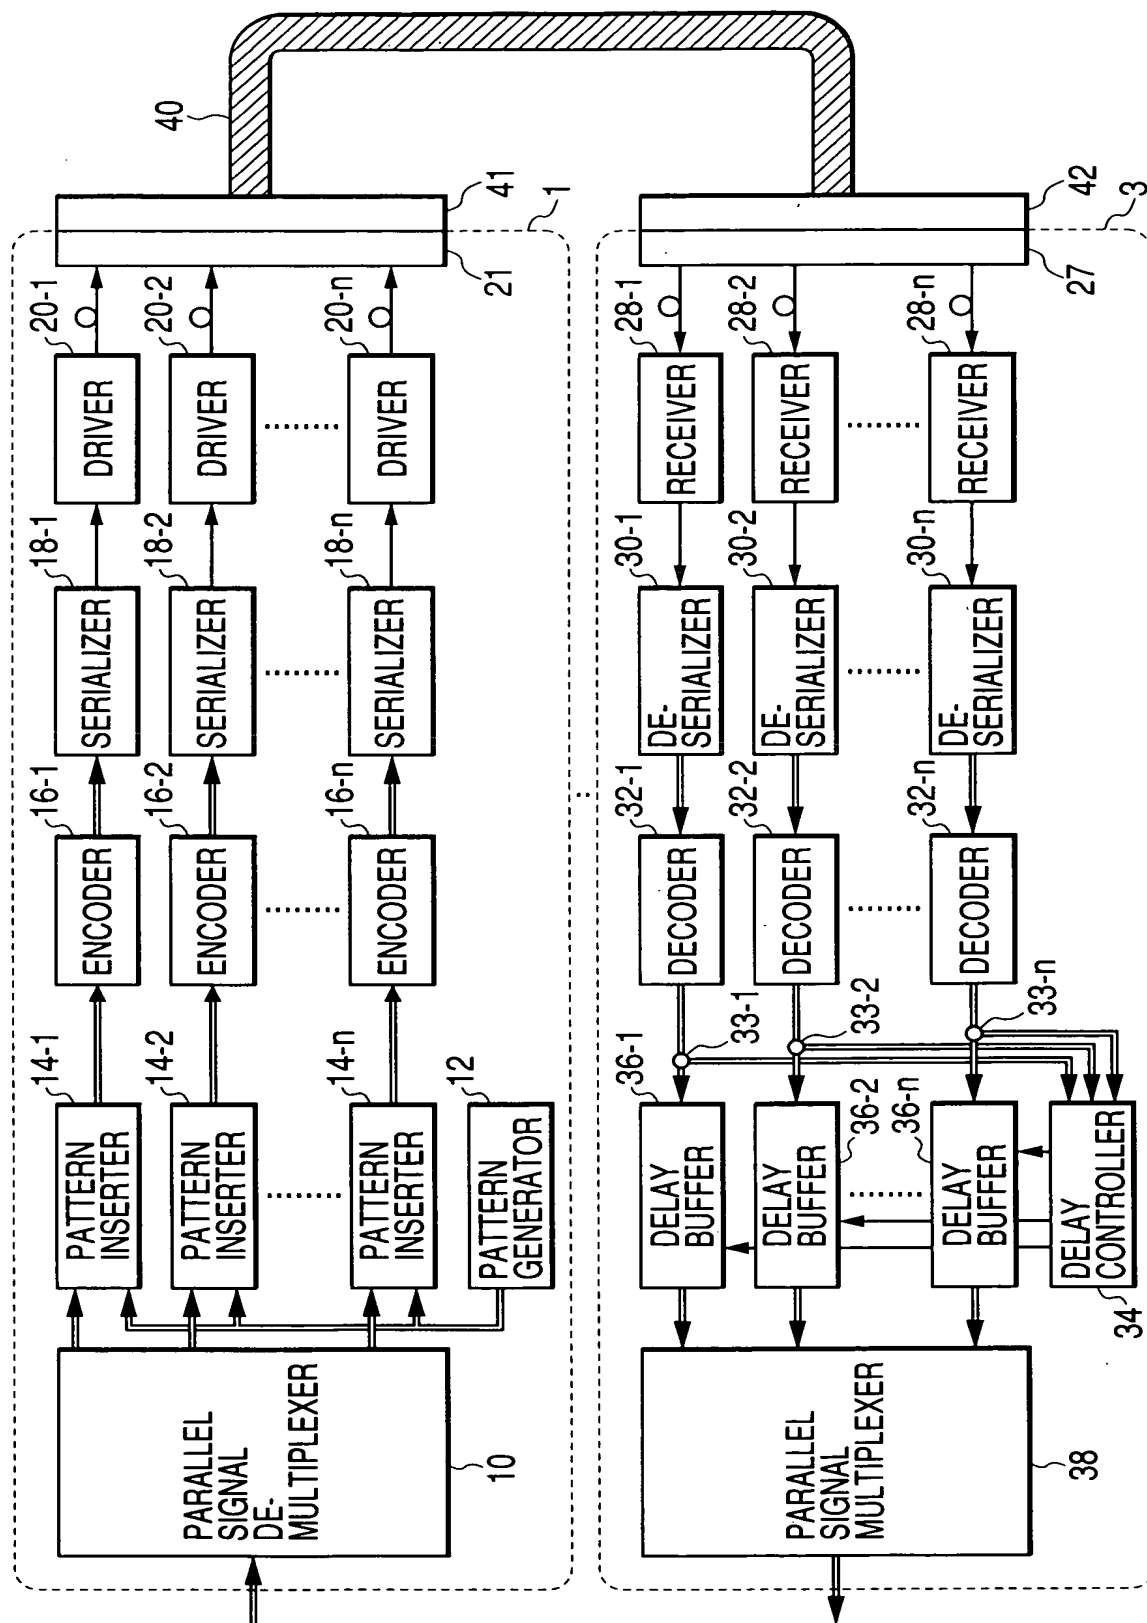 40
1
41
21
20-1
20-2
20-n
DRIVER
DRIVER
DRIVER
18-1
18-2
18-n
SERIALIZER
SERIALIZER
SERIALIZER
16-1
16-2
16-n
ENCODER
ENCODER
ENCODER
14-1
14-2
14-n
12
PATTERN
INSERTER
PATTERN
INSERTER
PATTERN
INSERTER
PATTERN
GENERATOR
PARALLEL
SIGNAL
DE-
MULTIPLEXER
10
3
42
27
28-1
28-2
28-n
RECEIVER
RECEIVER
RECEIVER
30-1
30-2
30-n
DE-
SERIALIZER
DE-
SERIALIZER
DE-
SERIALIZER
32-1
32-2
32-n
DECODER
DECODER
DECODER
33-1
33-2
33-n
36-1
36-2
36-n
DELAY
BUFFER
DELAY
BUFFER
DELAY
BUFFER
DELAY
CONTROLLER
34
PARALLEL
SIGNAL
MULTIPLEXER
38